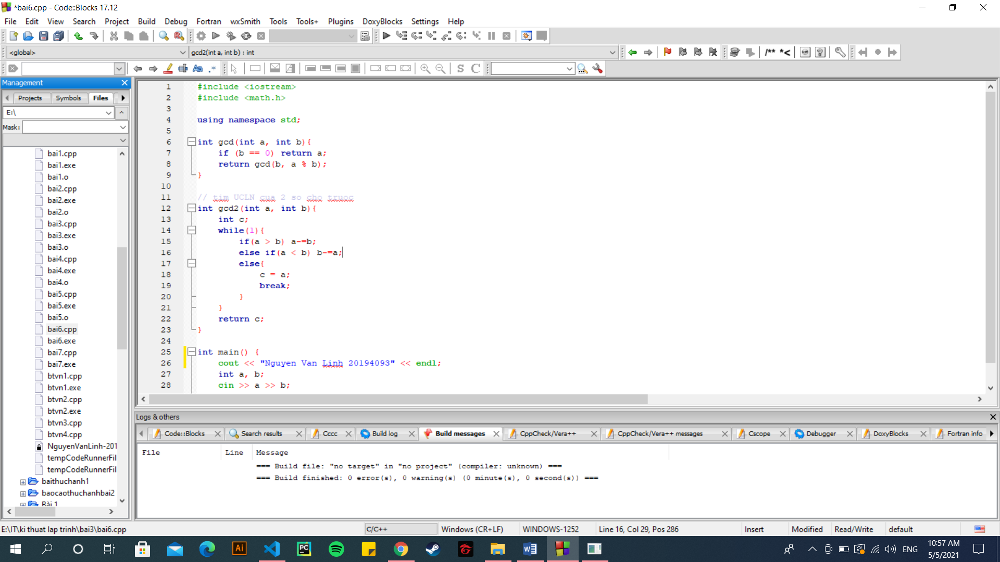 *bai6.cpp - Code::Blocks 17.12
File Edit View Search Project Build Debug Fortran wxSmith Tools Tools+ Plugins DoxyBlocks Settings Help
<global> gcd2(int a, int b) : int
/** *<
Management
Projects Symbols Files
E:\
Mask:
bai1.cpp
bai1.exe
bai1.o
bai2.cpp
bai2.exe
bai2.o
bai3.cpp
bai3.exe
bai3.o
bai4.cpp
bai4.exe
bai4.o
bai5.cpp
bai5.exe
bai5.o
bai6.cpp
bai6.exe
bai7.cpp
bai7.exe
btvn1.cpp
btvn1.exe
btvn2.cpp
btvn2.exe
btvn3.cpp
btvn4.cpp
NguyenVanLinh-201
tempCodeRunnerFil
tempCodeRunnerFil
baithuchanh1
baocaothuchanhbai2
Bài 1
1 #include <iostream>
2 #include <math.h>
3
4 using namespace std;
5
6 int gcd(int a, int b){
7 if (b == 0) return a;
8 return gcd(b, a % b);
9 }
10
11 // tim UCLN cua 2 so cho truoc
12 int gcd2(int a, int b){
13 int c;
14 while(1){
15 if(a > b) a-=b;
16 else if(a < b) b-=a;
17 else{
18 c = a;
19 break;
20 }
21 }
22 return c;
23 }
24
25 int main() {
26 cout << "Nguyen Van Linh 20194093" << endl;
27 int a, b;
28 cin >> a >> b;
Logs & others
Code::Blocks Search results Cccc Build log Build messages CppCheck/Vera++ CppCheck/Vera++ messages Cscope Debugger DoxyBlocks Fortran info
File Line Message
=== Build file: "no target" in "no project" (compiler: unknown) ===
=== Build finished: 0 error(s), 0 warning(s) (0 minute(s), 0 second(s)) ===
E:\IT\ki thuat lap trinh\bai3\bai6.cpp C/C++ Windows (CR+LF) WINDOWS-1252 Line 16, Col 29, Pos 286 Insert Modified Read/Write default
ENG
10:57 AM
5/5/2021